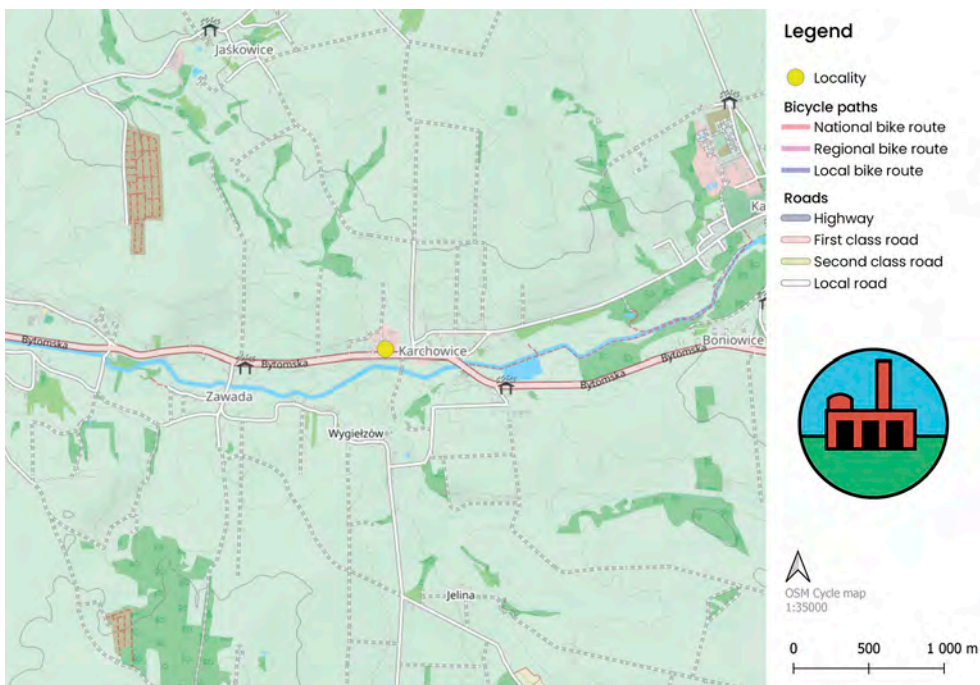 Jaśkowice
Ka
Bytomska
Bytomska
Karchowice
Boniowice
Bytomska
Bytomska
Zawada
Wygiełzów
Jelina
Legend
Locality
Bicycle paths
National bike route
Regional bike route
Local bike route
Roads
Highway
First class road
Second class road
Local road
OSM Cycle map
1:35000
0 500 1 000 m